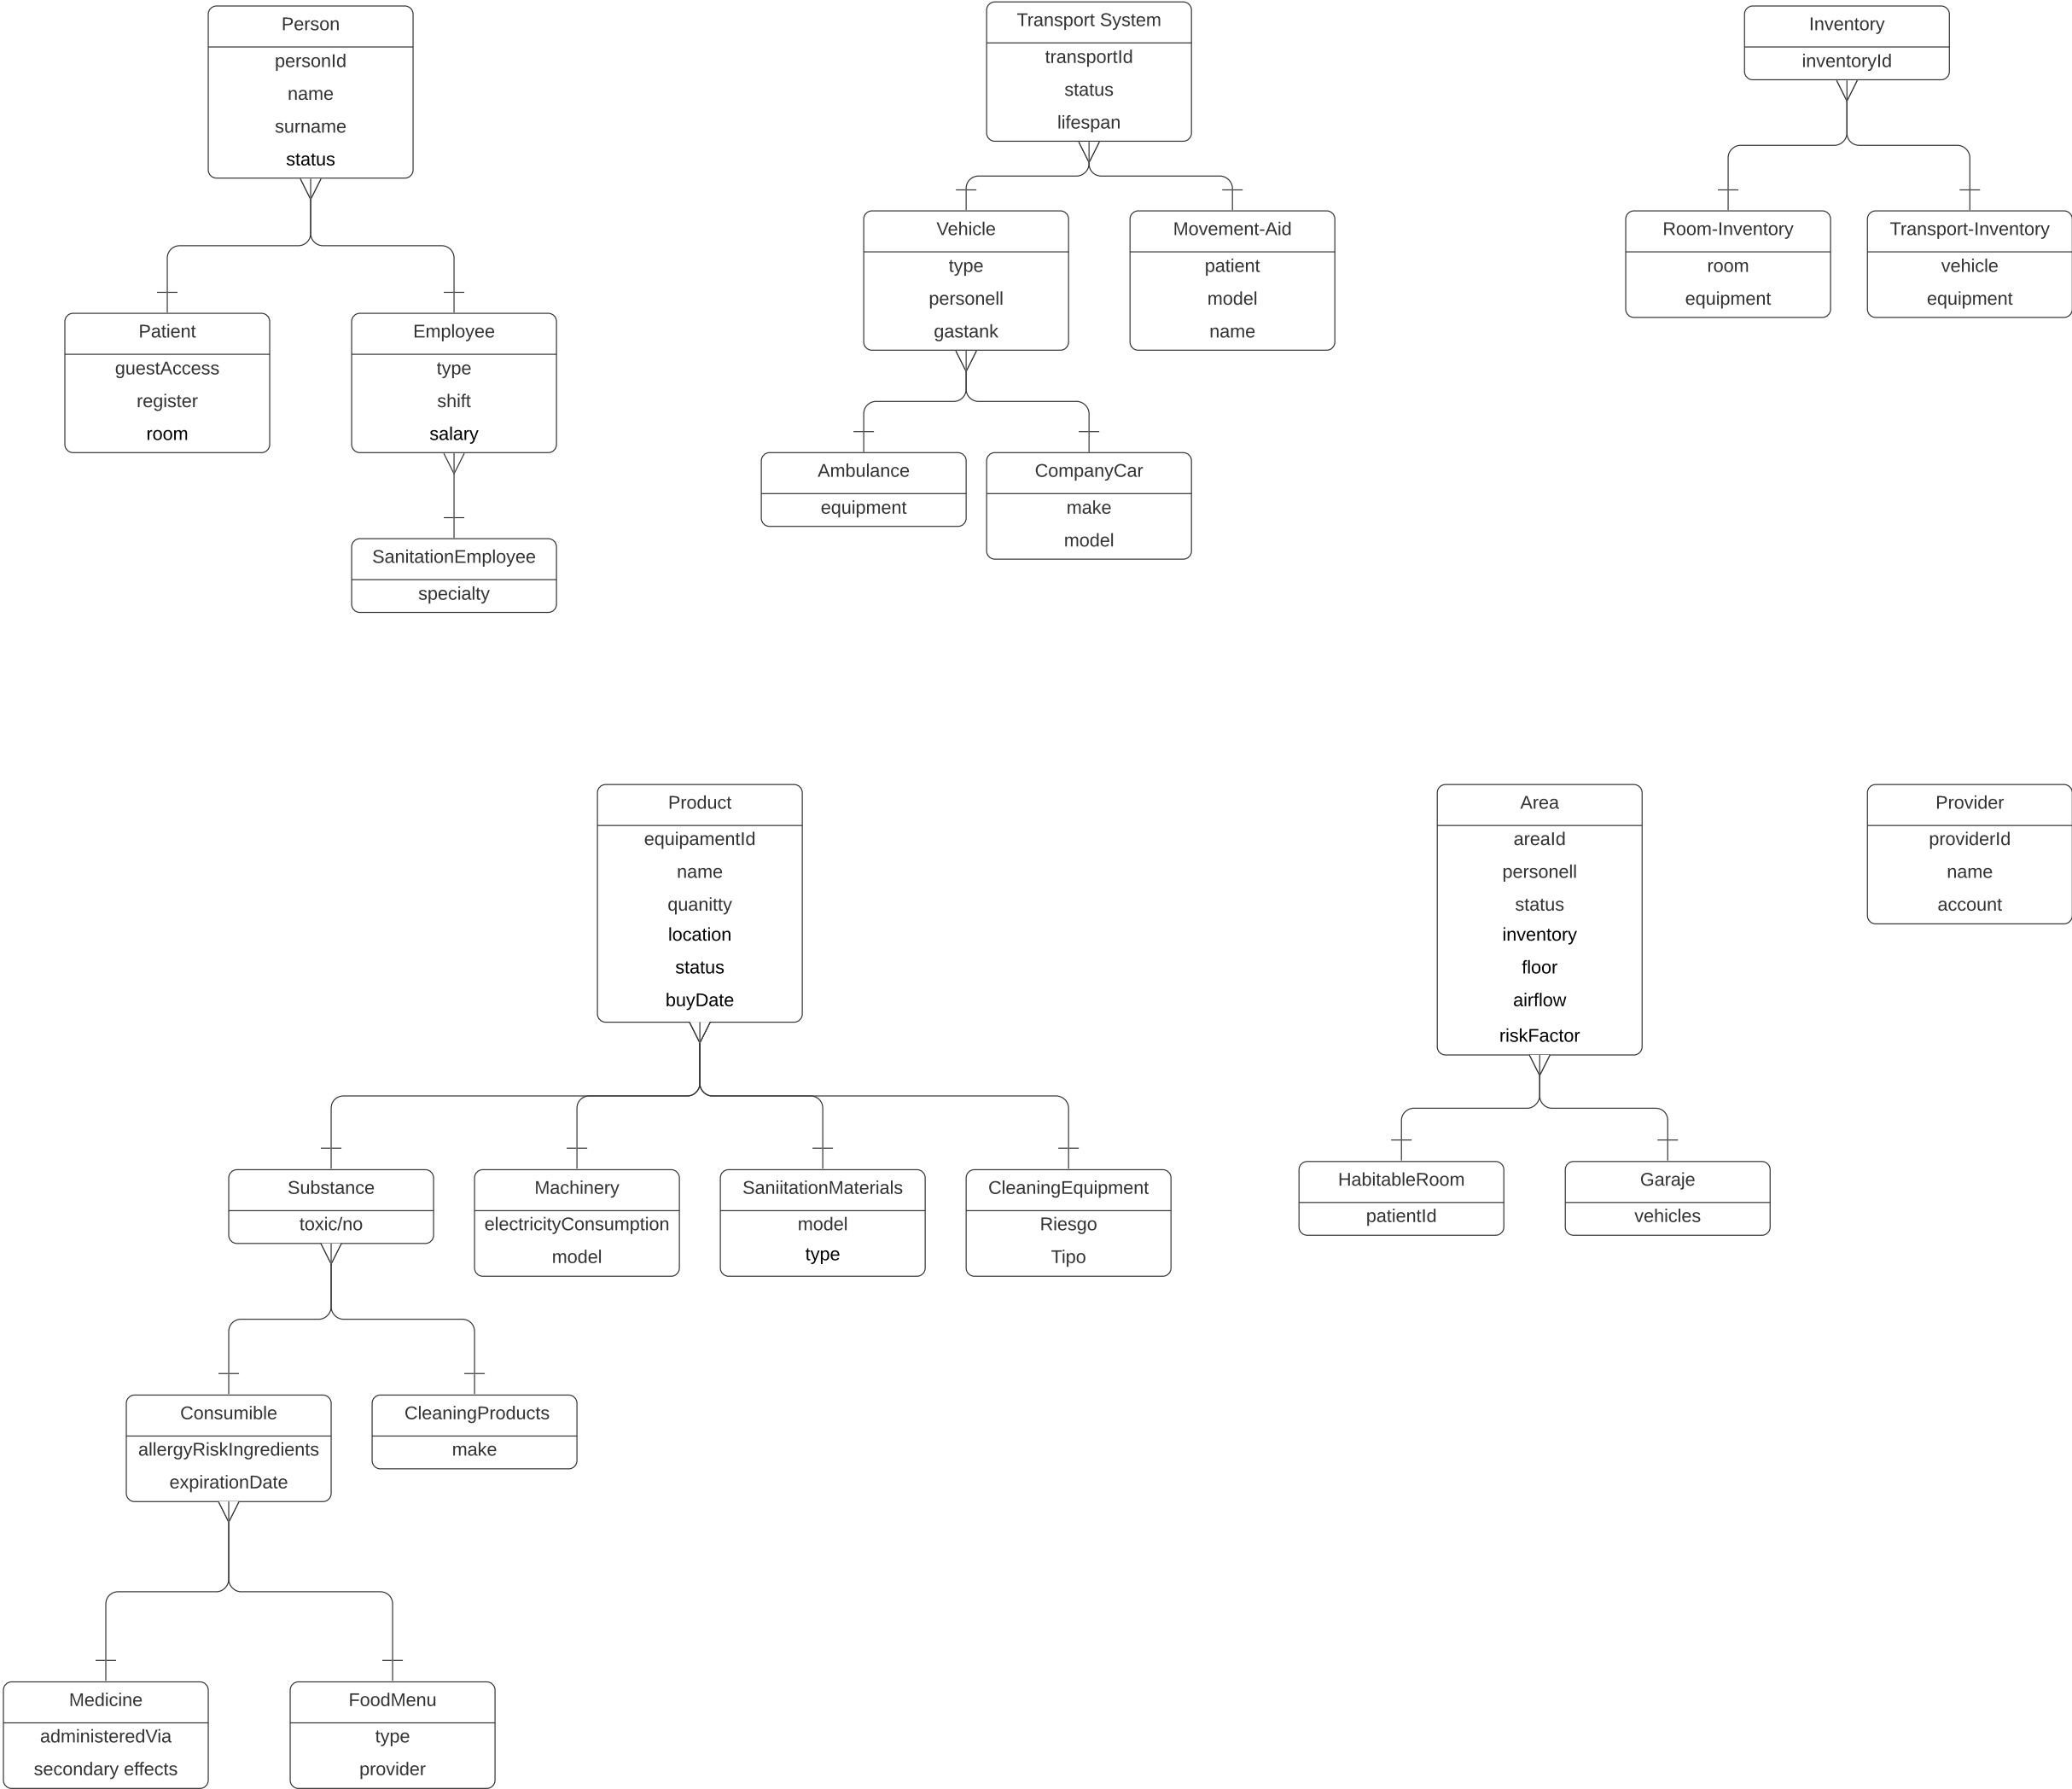 Person
personId
name
surname
status
Patient
guestAccess
register
room
Employee
type
shift
salary
SanitationEmployee
specialty
Transport System
transportId
status
lifespan
Vehicle
type
personell
gastank
Movement-Aid
patient
model
name
Ambulance
equipment
CompanyCar
make
model
Inventory
inventoryId
Room-Inventory
room
equipment
Transport-Inventory
vehicle
equipment
Product
equipamentId
name
quanitty
location
status
buyDate
Substance
toxic/no
Machinery
electricityConsumption
model
SaniitationMaterials
model
type
CleaningEquipment
Riesgo
Tipo
Consumible
allergyRiskIngredients
expirationDate
CleaningProducts
make
Medicine
administeredVia
secondary effects
FoodMenu
type
provider
Area
areaId
personell
status
inventory
floor
airflow
riskFactor
HabitableRoom
patientId
Garaje
vehicles
Provider
providerId
name
account